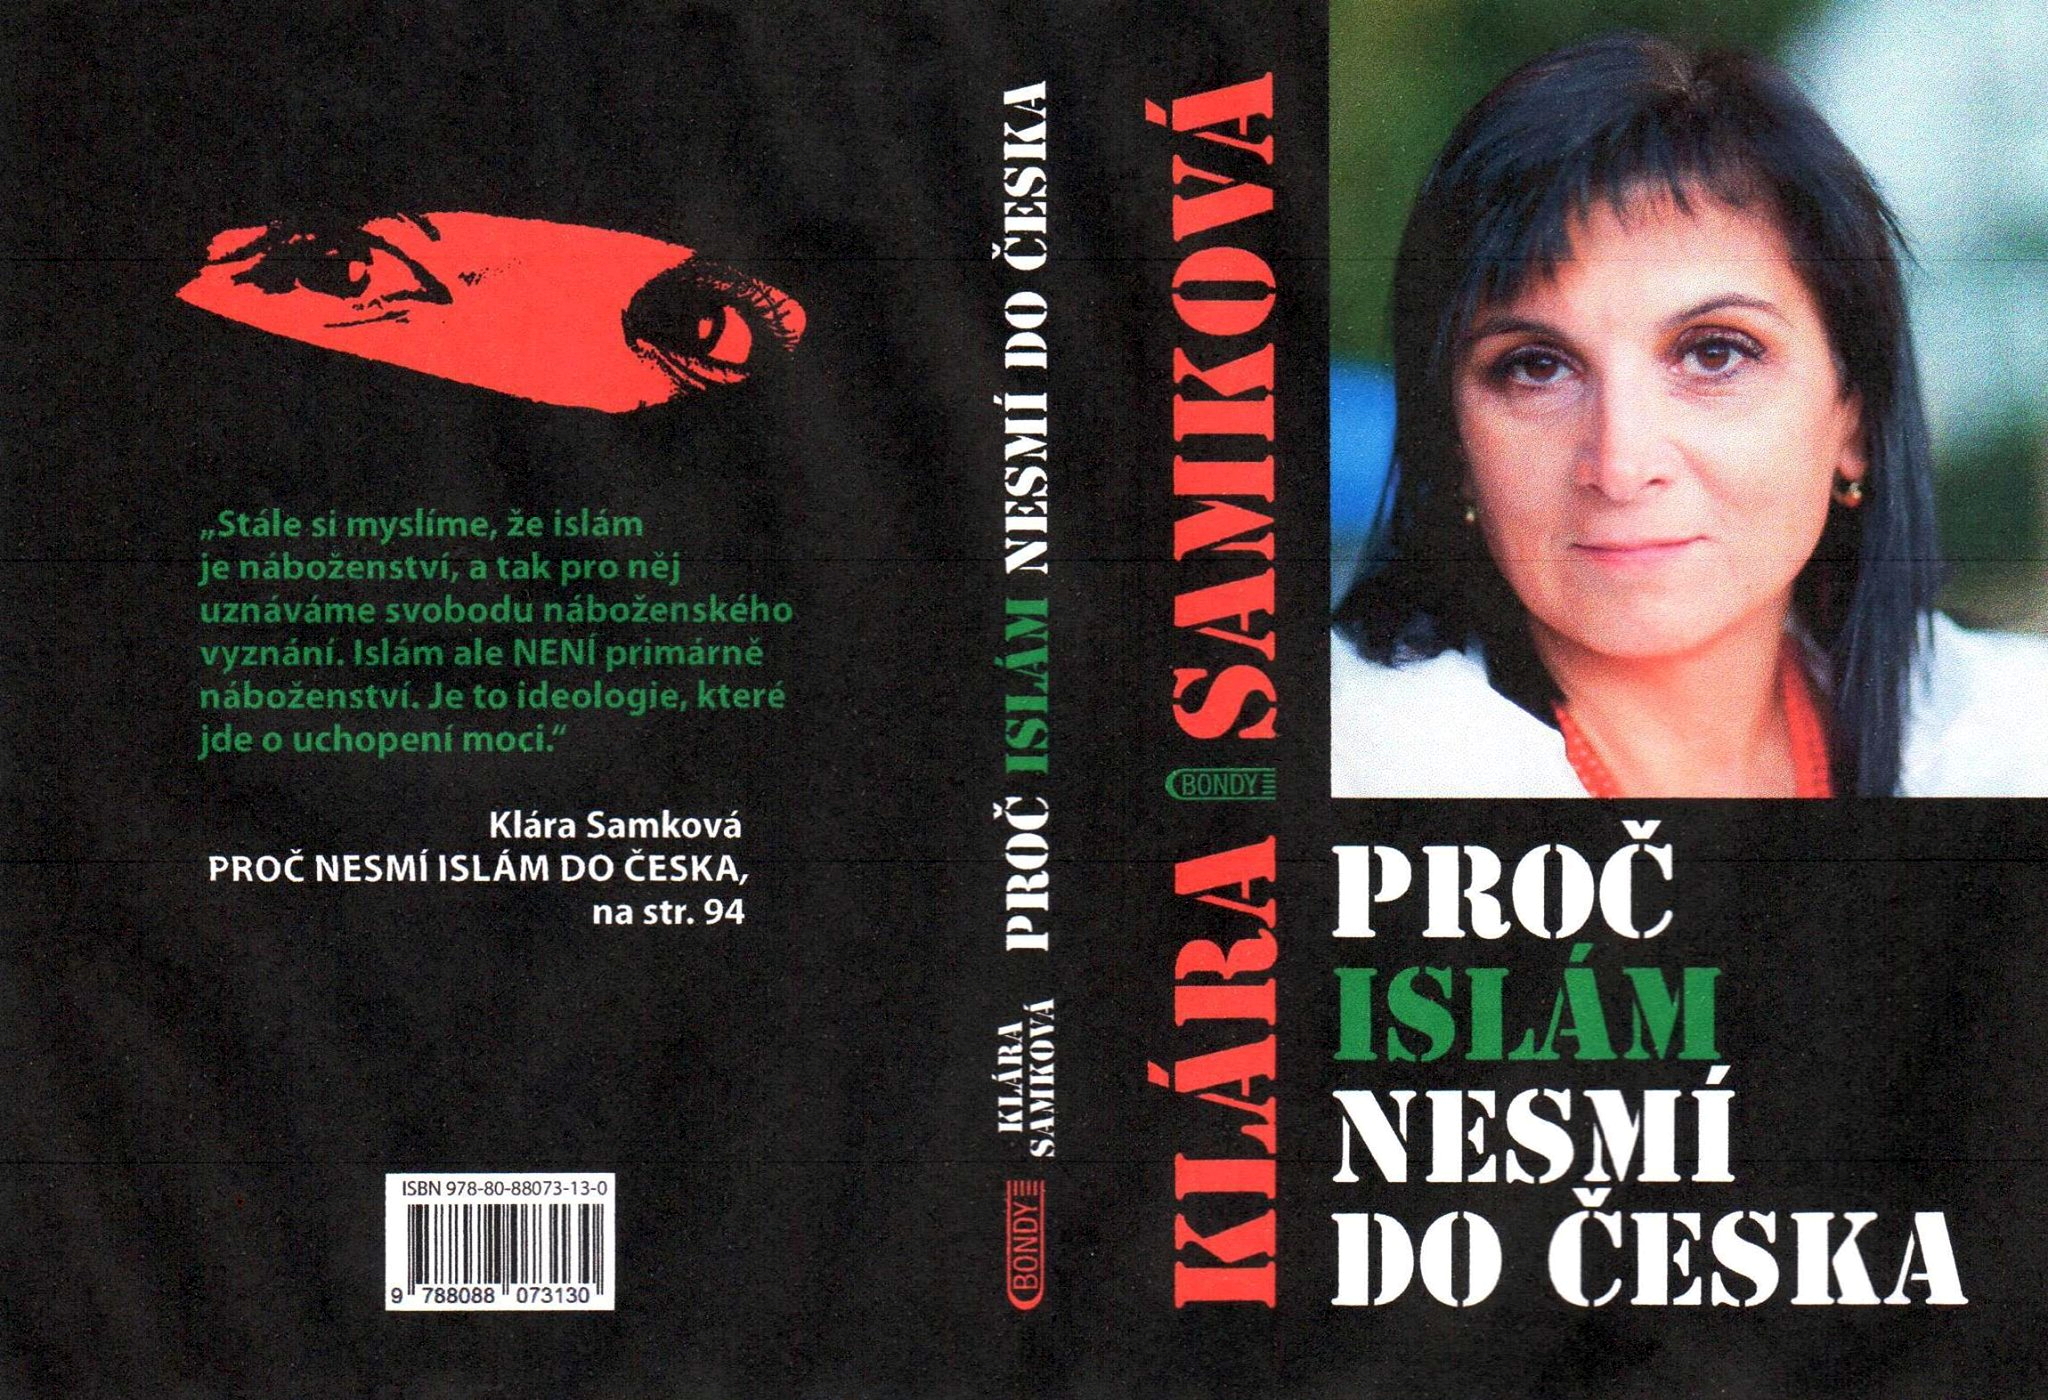 „Stále si myslíme, že islám
je náboženství, a tak pro něj
uznáváme svobodu náboženského
vyznání. Islám ale NENÍ primárně
náboženství. Je to ideologie, které
jde o uchopení moci.“
Klára Samková
PROČ NESMÍ ISLÁM DO ČESKA,
na str. 94
ISBN 978-80-88073-13-0
9 788088 073130
BONDY
KLÁRA
SAMKOVÁ
PROČ ISLÁM NESMÍ DO ČESKA
KLÁRA SAMKOVÁ
BONDY
PROČ
ISLÁM
NESMÍ
DO ČESKA